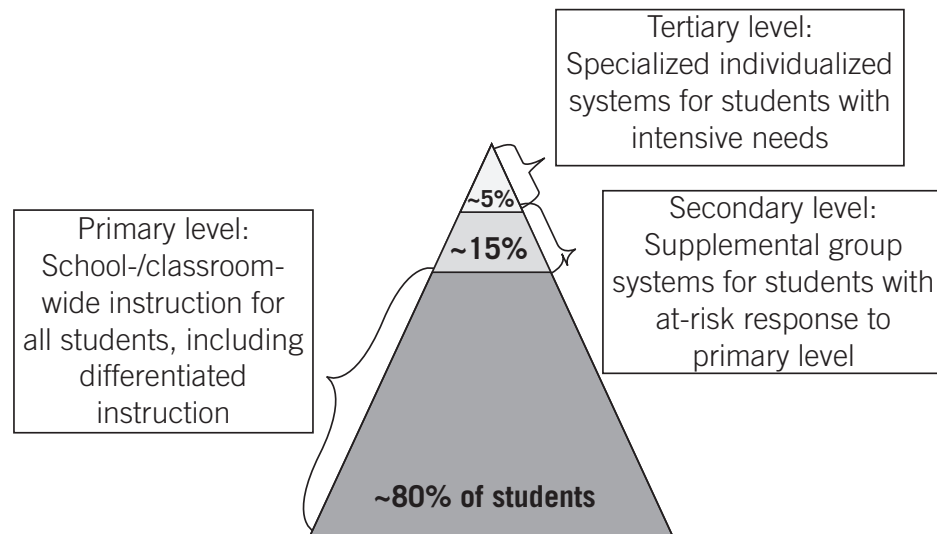 Tertiary level:
Specialized individualized
systems for students with
intensive needs
~5%
Secondary level:
Supplemental group
systems for students with
at-risk response to
primary level
~15%
Primary level:
School-/classroom-
wide instruction for
all students, including
differentiated
instruction
~80% of students